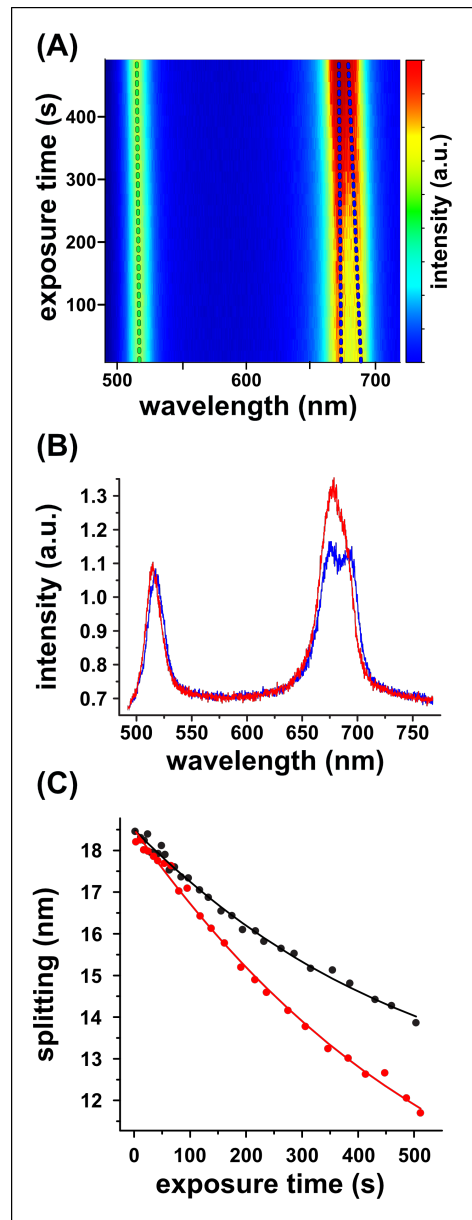 (A)
exposure time (s)
400
300
200
100
500
600
700
wavelength (nm)
intensity (a.u.)
(B)
intensity (a.u.)
1.3
1.2
1.1
1.0
0.9
0.8
0.7
500 550 600 650 700 750
wavelength (nm)
(C)
splitting (nm)
18
17
16
15
14
13
12
0 100 200 300 400 500
exposure time (s)